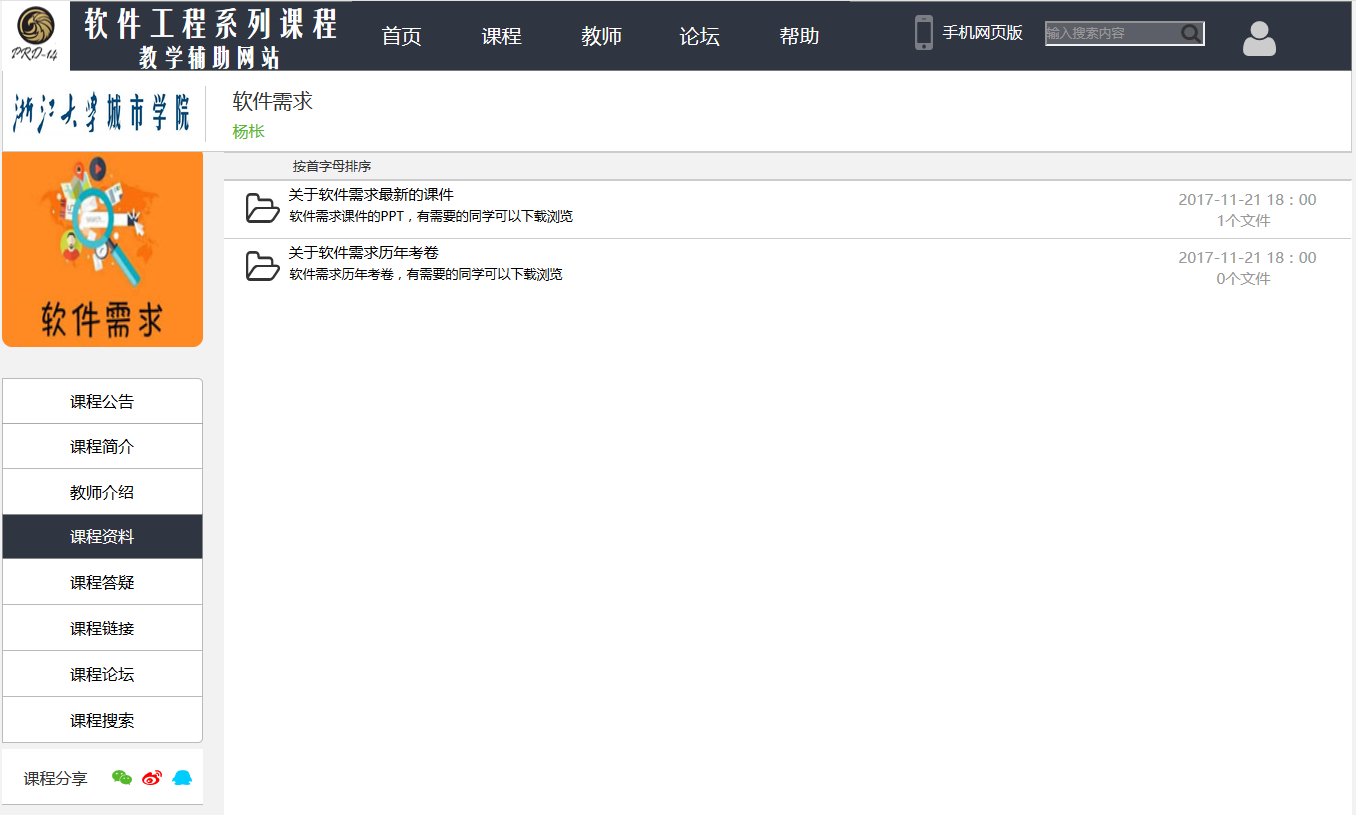 PRD-14
软件工程系列课程
教学辅助网站
首页
课程
教师
论坛
帮助
手机网页版
输入搜索内容
浙江大学城市学院
软件需求
杨枨
search
软件需求
按首字母排序
关于软件需求最新的课件
软件需求课件的PPT，有需要的同学可以下载浏览
2017-11-21 18：00
1个文件
关于软件需求历年考卷
软件需求历年考卷，有需要的同学可以下载浏览
2017-11-21 18：00
0个文件
课程公告
课程简介
教师介绍
课程资料
课程答疑
课程链接
课程论坛
课程搜索
课程分享